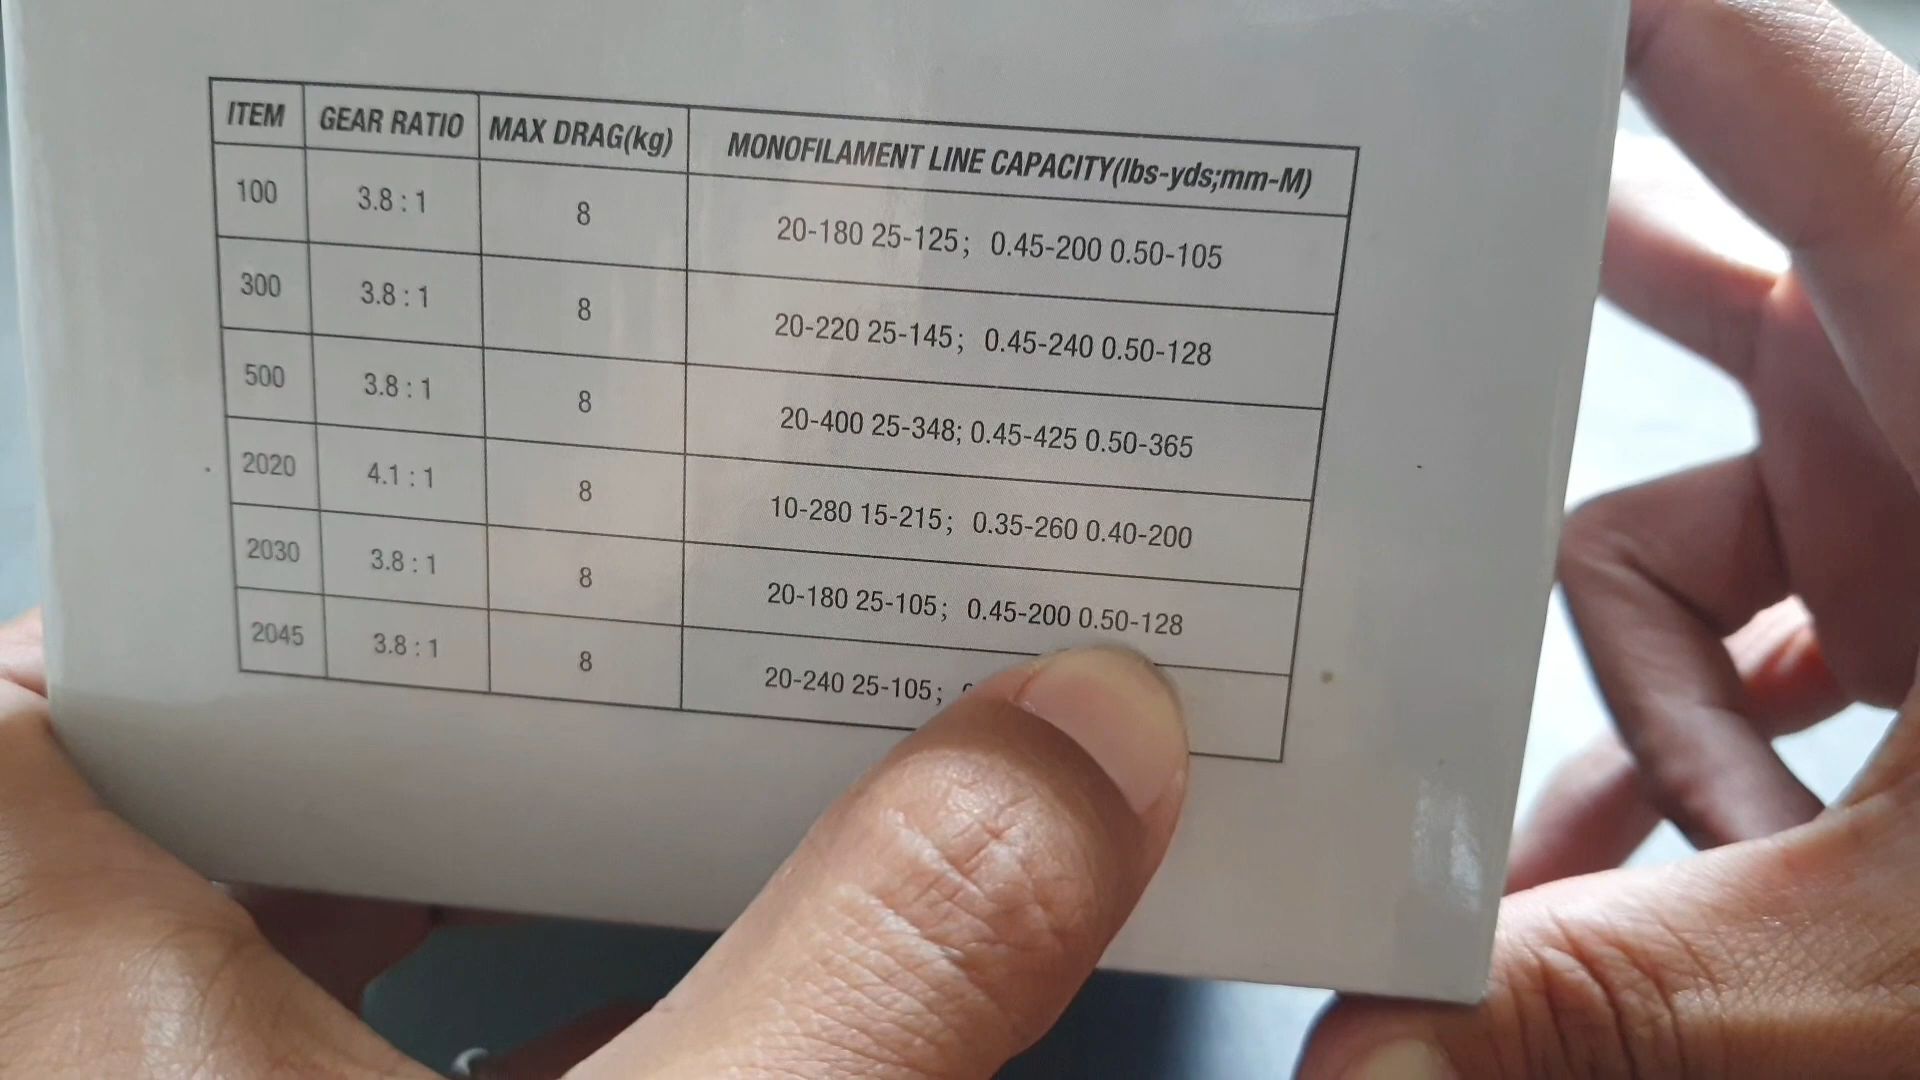 ITEM GEAR RATIO MAX DRAG(kg) MONOFILAMENT LINE CAPACITY(lbs-yds;mm-M)
100 3.8 : 1 8 20-180 25-125; 0.45-200 0.50-105
300 3.8 : 1 8 20-220 25-145; 0.45-240 0.50-128
500 3.8 : 1 8 20-400 25-348; 0.45-425 0.50-365
2020 4.1 : 1 8 10-280 15-215; 0.35-260 0.40-200
2030 3.8 : 1 8 20-180 25-105; 0.45-200 0.50-128
2045 3.8 : 1 8 20-240 25-105;